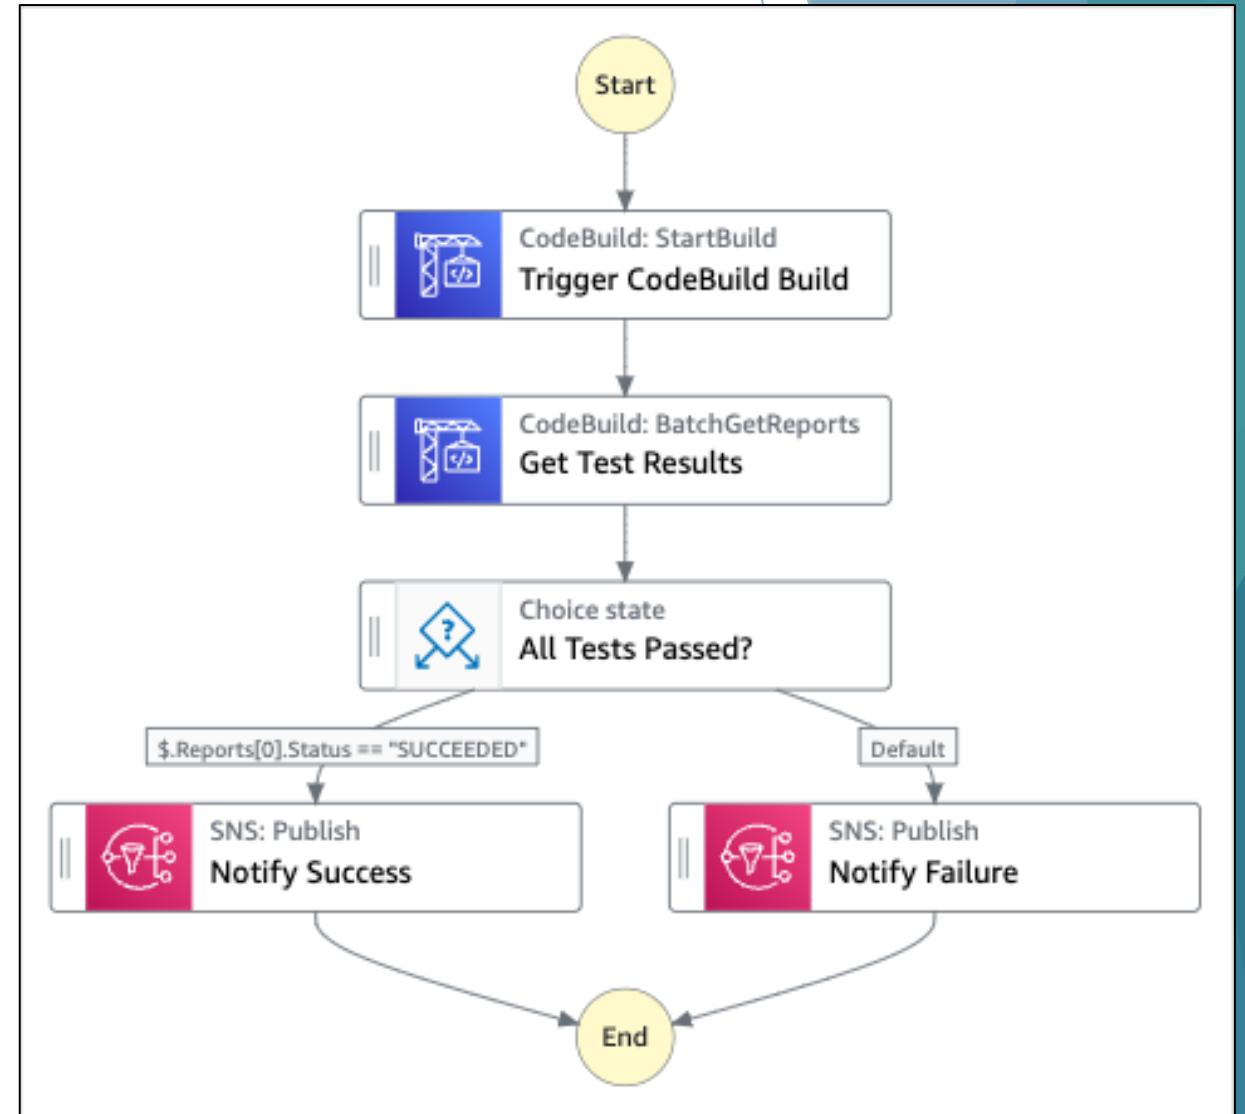 Start
CodeBuild: StartBuild
Trigger CodeBuild Build
CodeBuild: BatchGetReports
Get Test Results
Choice state
?
All Tests Passed?
$.Reports[0].Status == "SUCCEEDED"
Default
SNS: Publish
Notify Success
SNS: Publish
Notify Failure
End